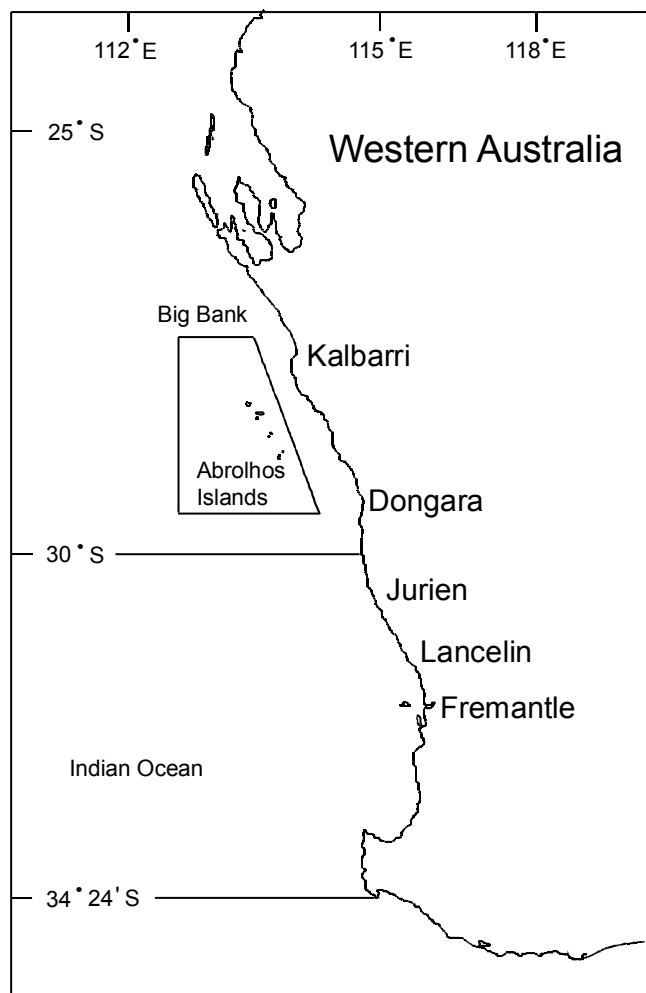 112°E 115°E 118°E
25°S
Western Australia
Big Bank
Kalbarri
Abrolhos
Islands
Dongara
30°S
Jurien
Lancelin
Fremantle
Indian Ocean
34°24'S